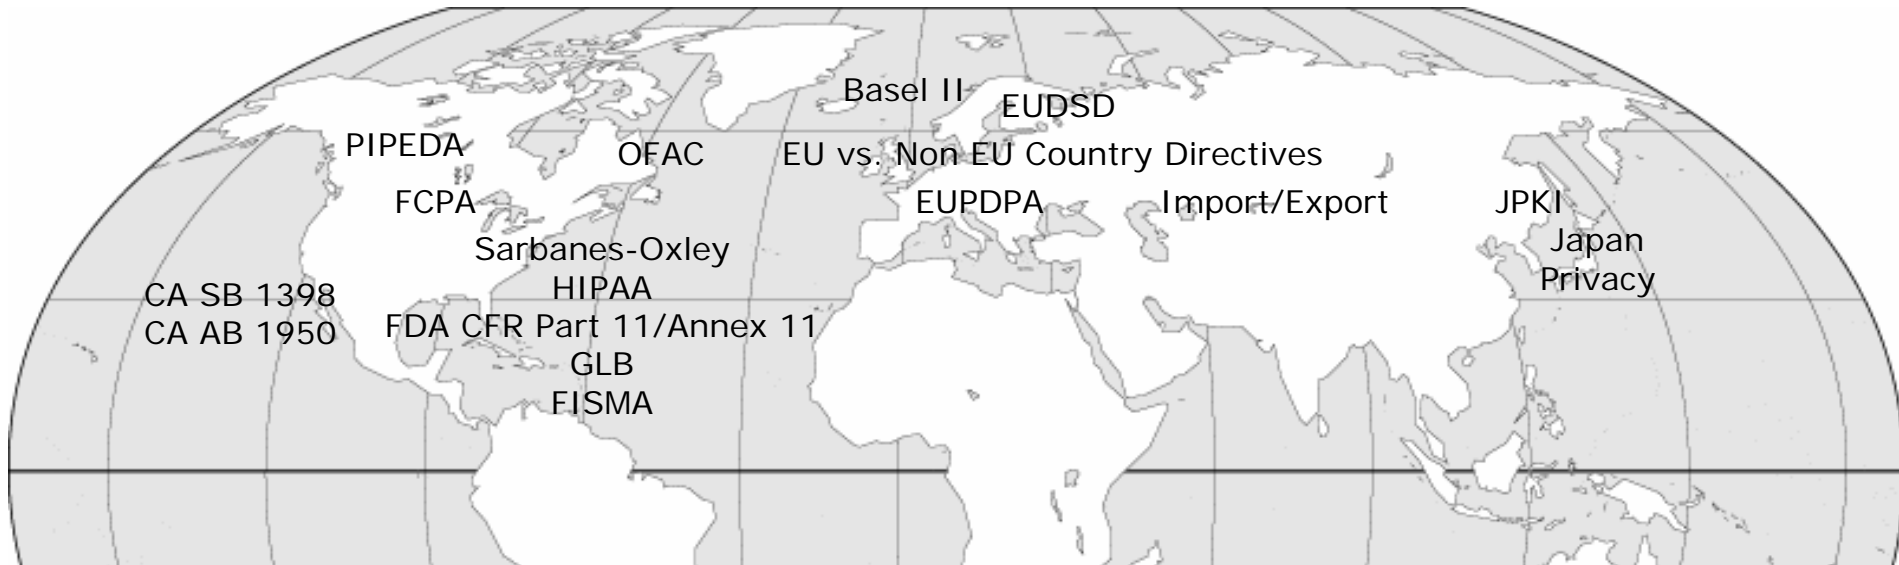 Basel II
EUDSD
PIPEDA
OFAC
EU vs. Non EU Country Directives
FCPA
EUPDPA
Import/Export
JPKI
Japan
Privacy
Sarbanes-Oxley
HIPAA
CA SB 1398
CA AB 1950
FDA CFR Part 11/Annex 11
GLB
FISMA